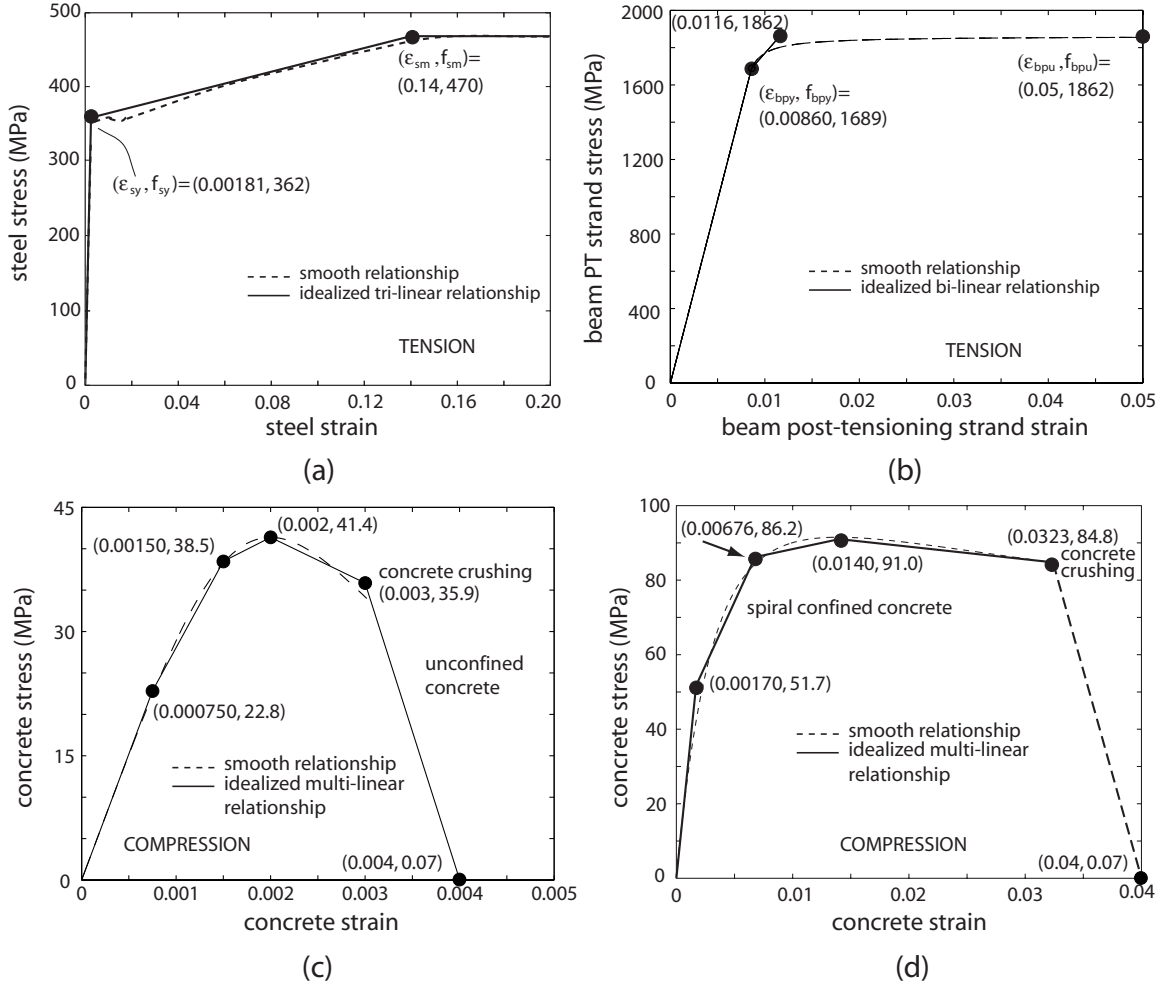 500
400
300
200
100
0
steel stress (MPa)
(εsm, fsm)=
(0.14, 470)
(εsy, fsy)=(0.00181, 362)
smooth relationship
idealized tri-linear relationship
TENSION
0 0.04 0.08 0.12 0.16 0.20
steel strain
(a)
2000
1600
1200
800
400
0
beam PT strand stress (MPa)
(0.0116, 1862)
(εbpu, fbpu)=
(0.05, 1862)
(εbpy, fbpy)=
(0.00860, 1689)
smooth relationship
idealized bi-linear relationship
TENSION
0 0.01 0.02 0.03 0.04 0.05
beam post-tensioning strand strain
(b)
45
30
15
0
concrete stress (MPa)
(0.002, 41.4)
(0.00150, 38.5)
concrete crushing
(0.003, 35.9)
unconfined
concrete
(0.000750, 22.8)
smooth relationship
idealized multi-linear
relationship
COMPRESSION
(0.004, 0.07)
0 0.001 0.002 0.003 0.004 0.005
concrete strain
(c)
100
80
60
40
20
0
concrete stress (MPa)
(0.00676, 86.2)
(0.0323, 84.8)
concrete
crushing
(0.0140, 91.0)
spiral confined concrete
(0.00170, 51.7)
smooth relationship
idealized multi-linear
relationship
COMPRESSION
(0.04, 0.07)
0 0.01 0.02 0.03 0.04
concrete strain
(d)